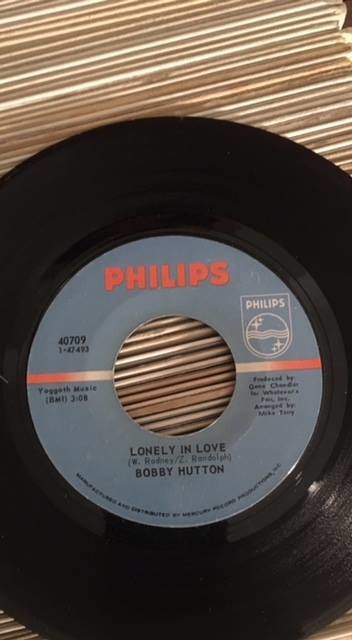 PHILIPS
PHILIPS
40709
1-47493
Yoggoth Music
(BMI) 3:08
Produced by:
Gene Chandler
for Whatever's
Fair, Inc.
Arranged by:
Mike Terry
LONELY IN LOVE
(W. Rodney/Z. Randolph)
BOBBY HUTTON
MANUFACTURED AND DISTRIBUTED BY MERCURY RECORD PRODUCTIONS, INC.